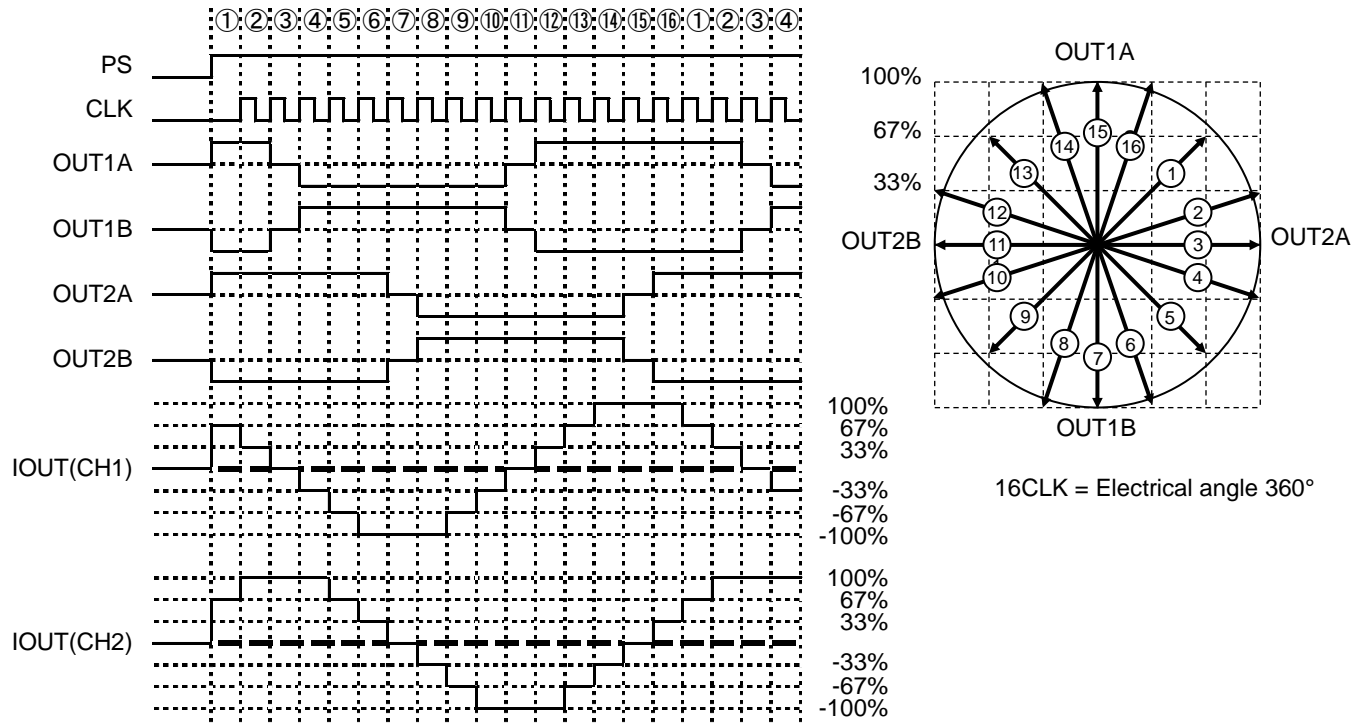 ①②③④⑤⑥⑦⑧⑨⑩⑪⑫⑬⑭⑮⑯①②③④
PS
CLK
OUT1A
OUT1B
OUT2A
OUT2B
IOUT(CH1)
100%
67%
33%
-33%
-67%
-100%
IOUT(CH2)
100%
67%
33%
-33%
-67%
-100%
OUT1A
100%
67%
33%
OUT2B
OUT2A
OUT1B
15
14
16
13
1
12
2
11
3
10
4
9
5
8
6
7
16CLK = Electrical angle 360°